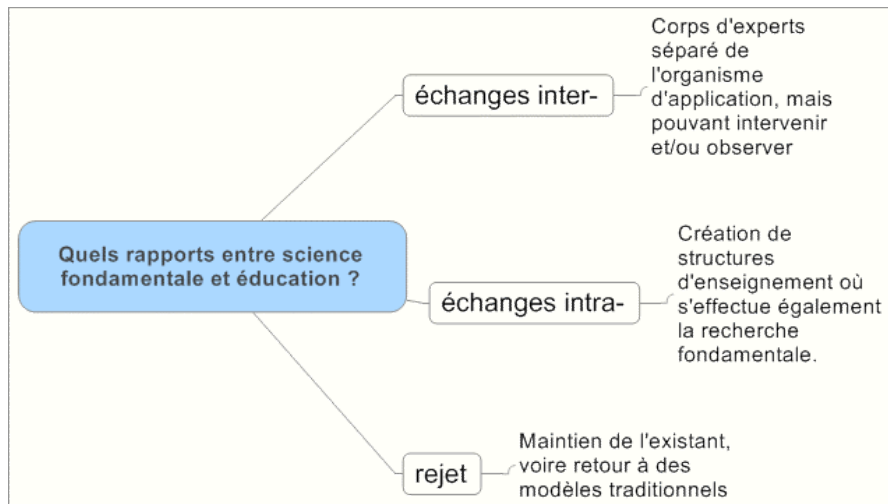 Corps d'experts
séparé de
l'organisme
d'application, mais
pouvant intervenir
et/ou observer
échanges inter-
Quels rapports entre science
fondamentale et éducation ?
Création de
structures
d'enseignement où
s'effectue également
la recherche
fondamentale.
échanges intra-
Maintien de l'existant,
voire retour à des
modèles traditionnels
rejet